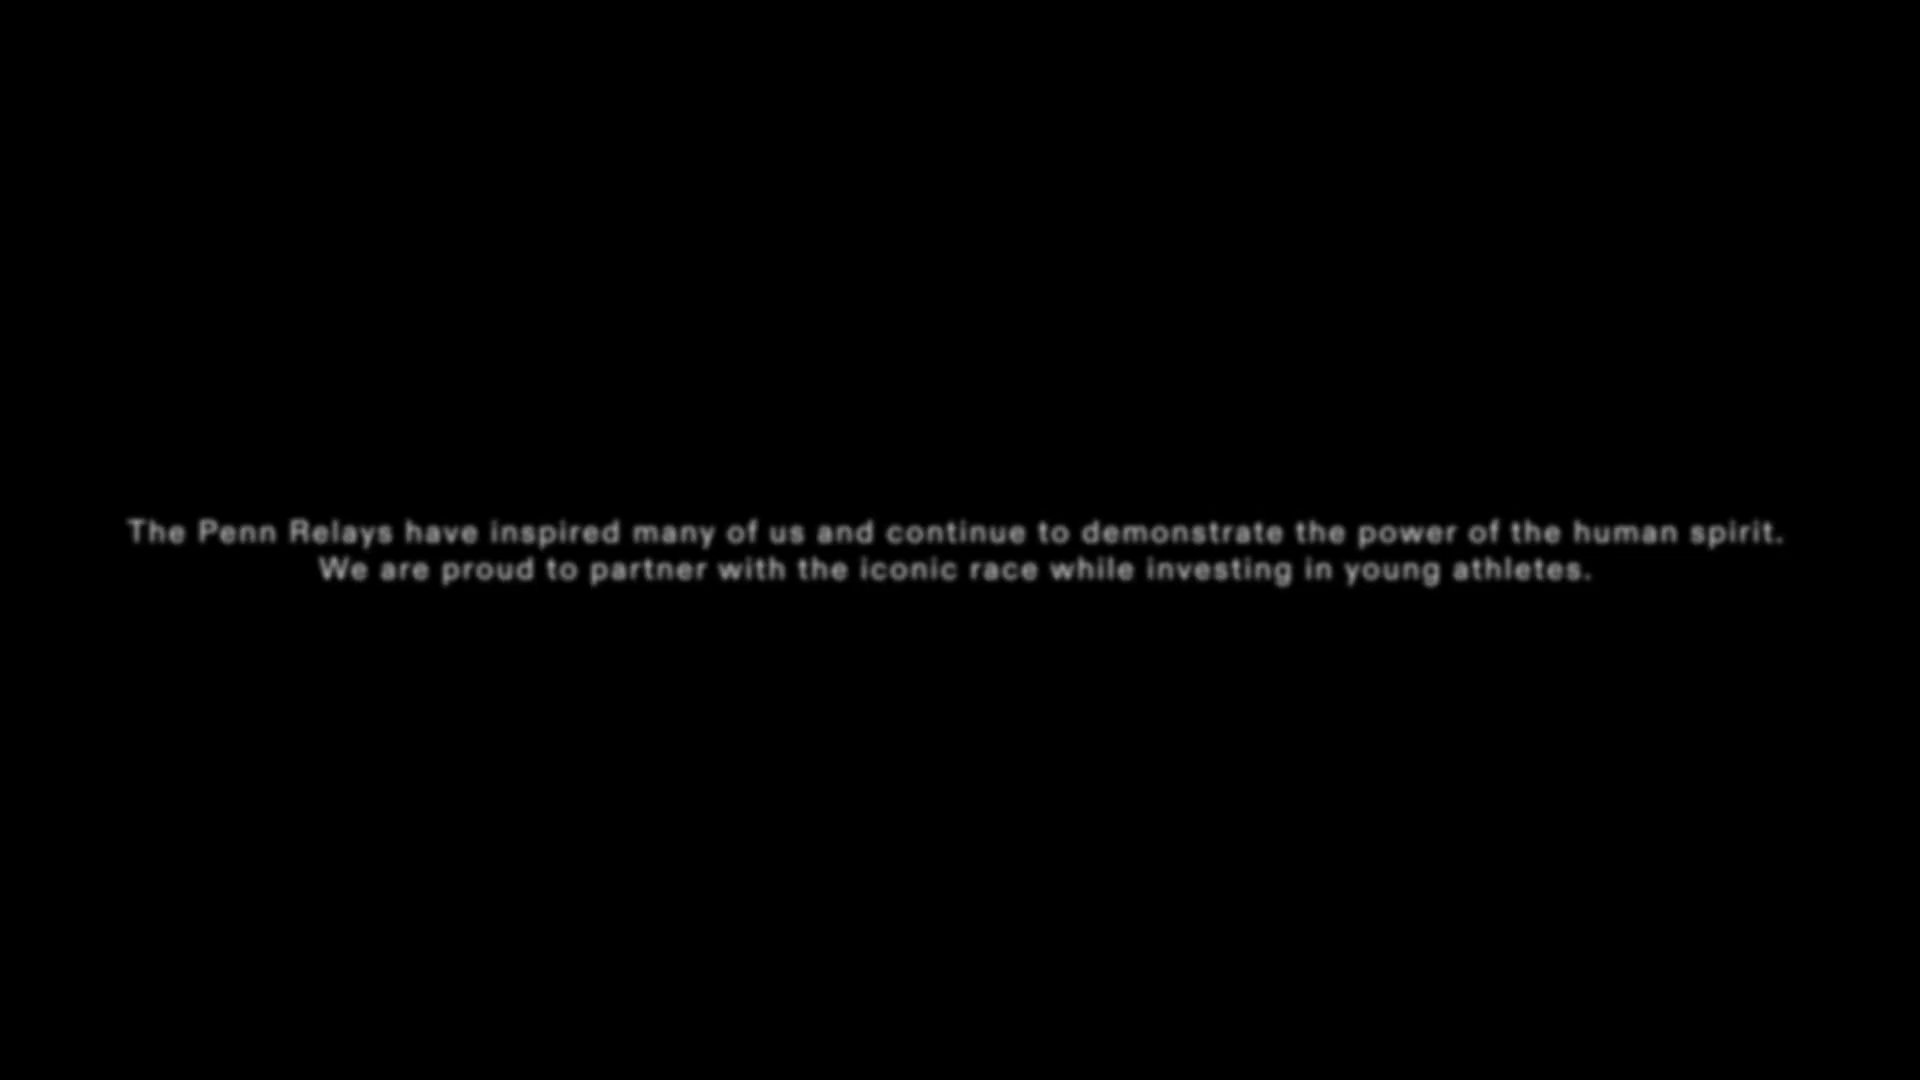 The Penn Relays have inspired many of us and continue to demonstrate the power of the human spirit.
We are proud to partner with the iconic race while investing in young athletes.